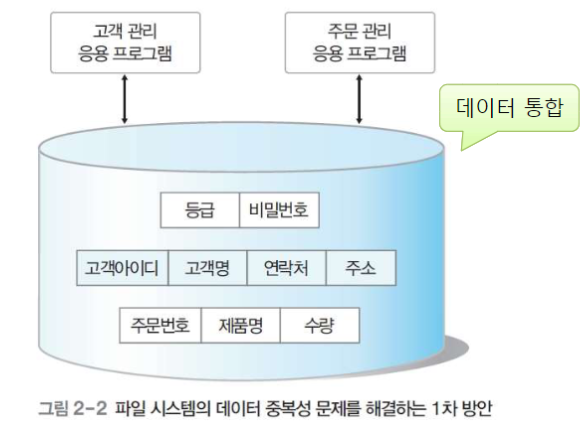 고객 관리
응용 프로그램
주문 관리
응용 프로그램
데이터 통합
등급 비밀번호
고객아이디 고객명 연락처 주소
주문번호 제품명 수량
그림 2-2 파일 시스템의 데이터 중복성 문제를 해결하는 1차 방안